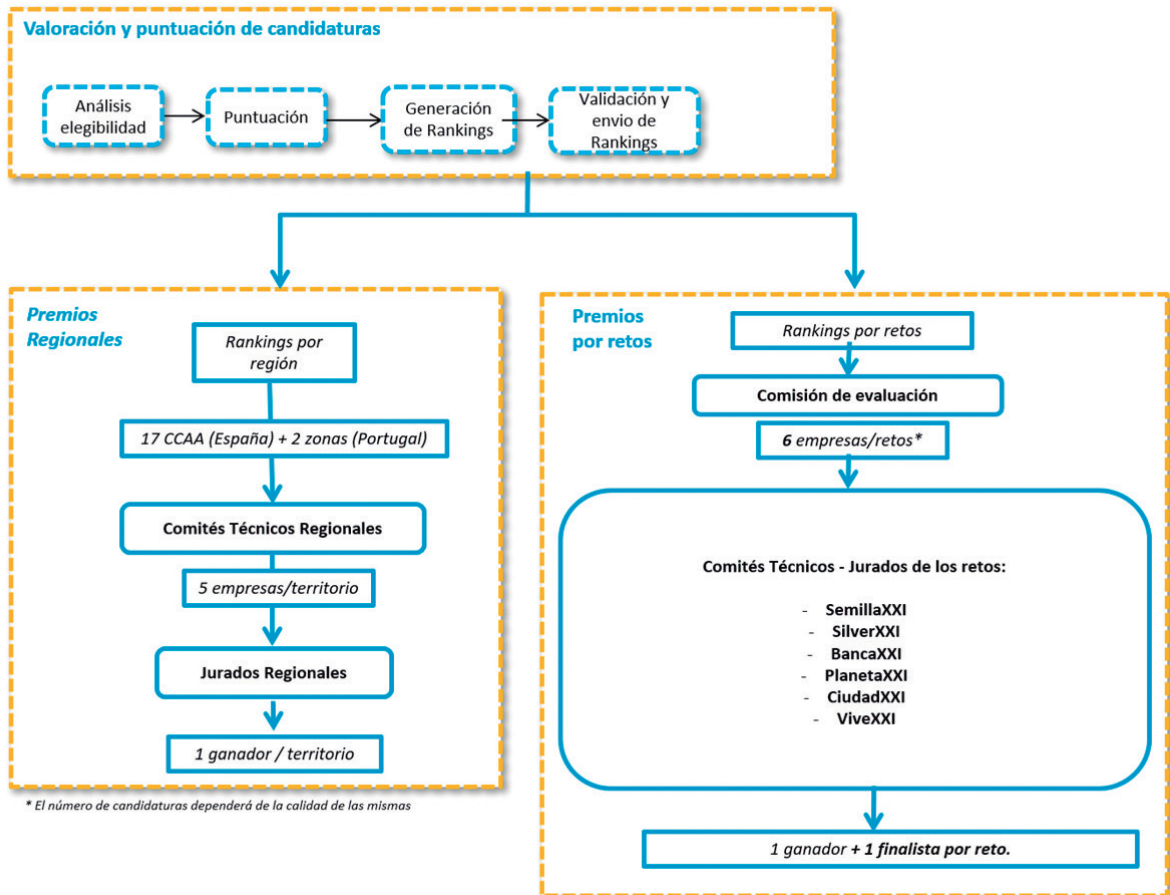 Valoración y puntuación de candidaturas
Análisis
elegibilidad
Puntuación
Generación
de Rankings
Validación y
envio de
Rankings
Premios
Regionales
Rankings por
región
17 CCAA (España) + 2 zonas (Portugal)
Comités Técnicos Regionales
5 empresas/territorio
Jurados Regionales
1 ganador / territorio
* El número de candidaturas dependerá de la calidad de las mismas
Premios
por retos
Rankings por retos
Comisión de evaluación
6 empresas/retos*
Comités Técnicos - Jurados de los retos:
- SemillaXXI
- SilverXXI
- BancaXXI
- PlanetaXXI
- CiudadXXI
- ViveXXI
1 ganador + 1 finalista por reto.